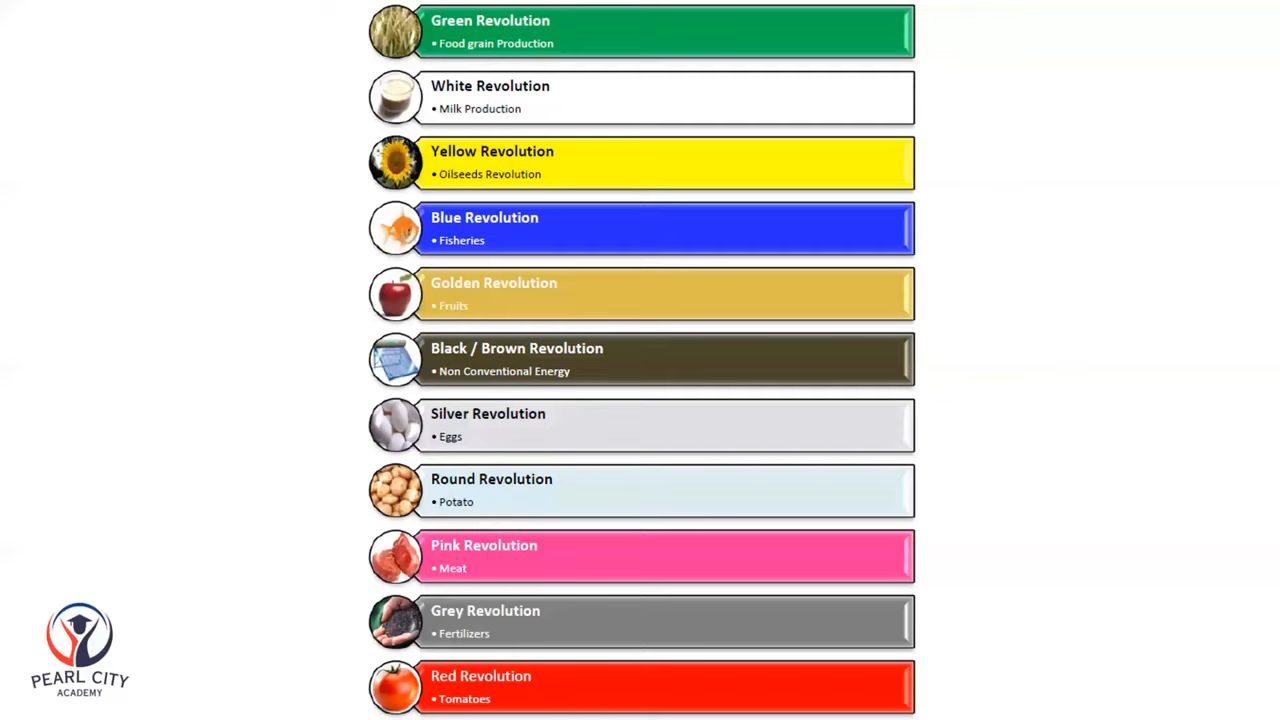 Green Revolution
• Food grain Production
White Revolution
• Milk Production
Yellow Revolution
• Oilseeds Revolution
Blue Revolution
• Fisheries
Golden Revolution
• Fruits
Black / Brown Revolution
• Non Conventional Energy
Silver Revolution
• Eggs
Round Revolution
• Potato
Pink Revolution
• Meat
Grey Revolution
• Fertilizers
Red Revolution
• Tomatoes
PEARL CITY
ACADEMY